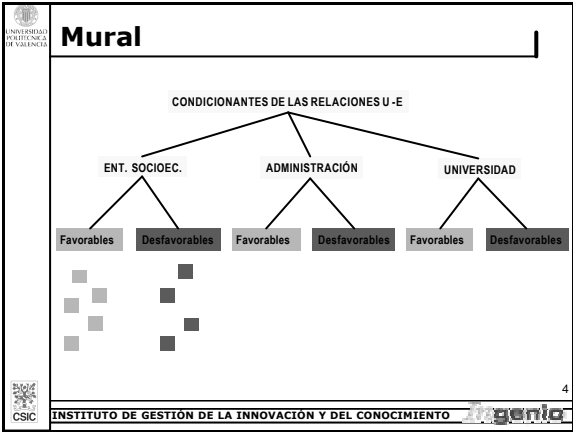 UNIVERSIDAD
POLITECNICA
DE VALENCIA
Mural
CONDICIONANTES DE LAS RELACIONES U -E
ENT. SOCIOEC.
ADMINISTRACIÓN
UNIVERSIDAD
Favorables
Desfavorables
Favorables
Desfavorables
Favorables
Desfavorables
4
CSIC
INSTITUTO DE GESTIÓN DE LA INNOVACIÓN Y DEL CONOCIMIENTO
Ingenio